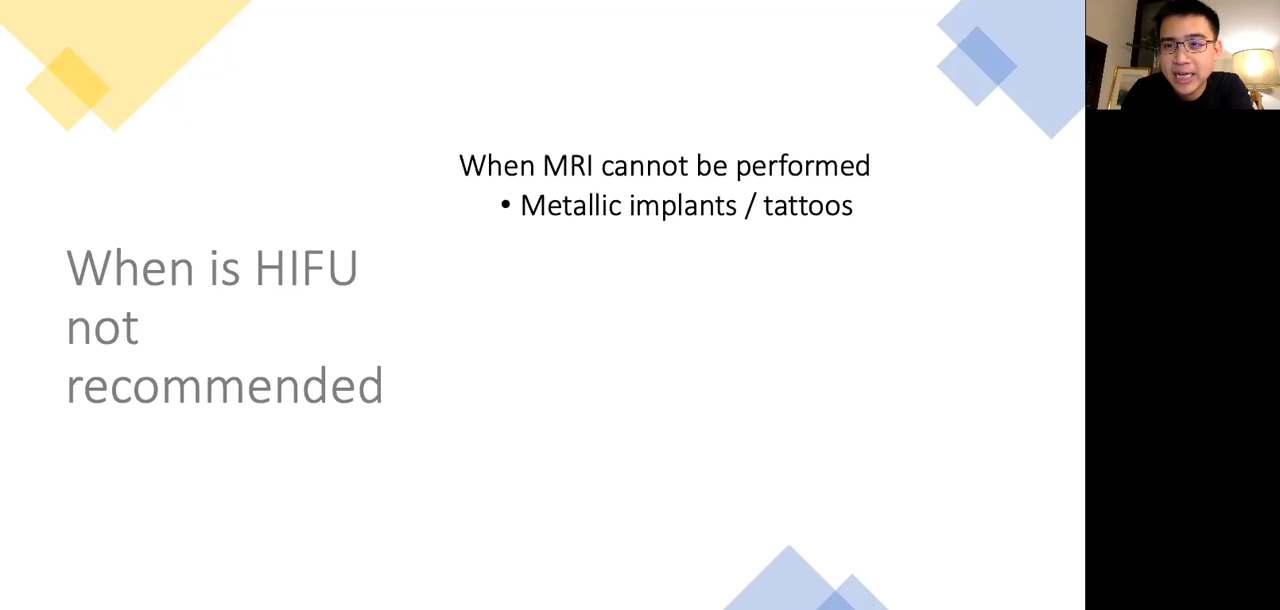 When MRI cannot be performed
• Metallic implants / tattoos
When is HIFU
not
recommended